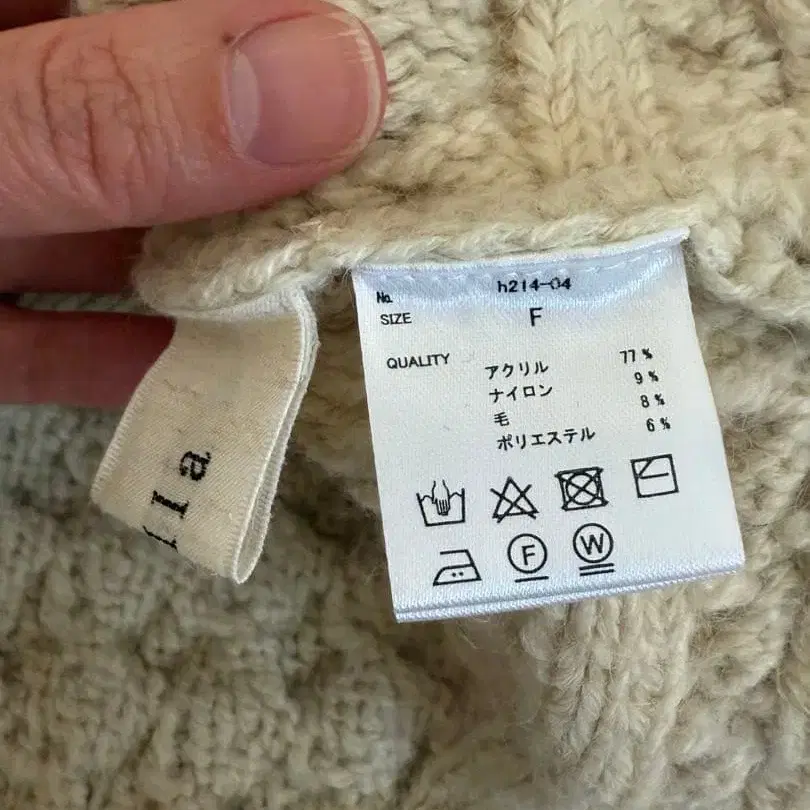 No. h214-04
SIZE F
QUALITY アクリル 77%
ナイロン 9%
毛 8%
ポリエステル 6%
F W
la